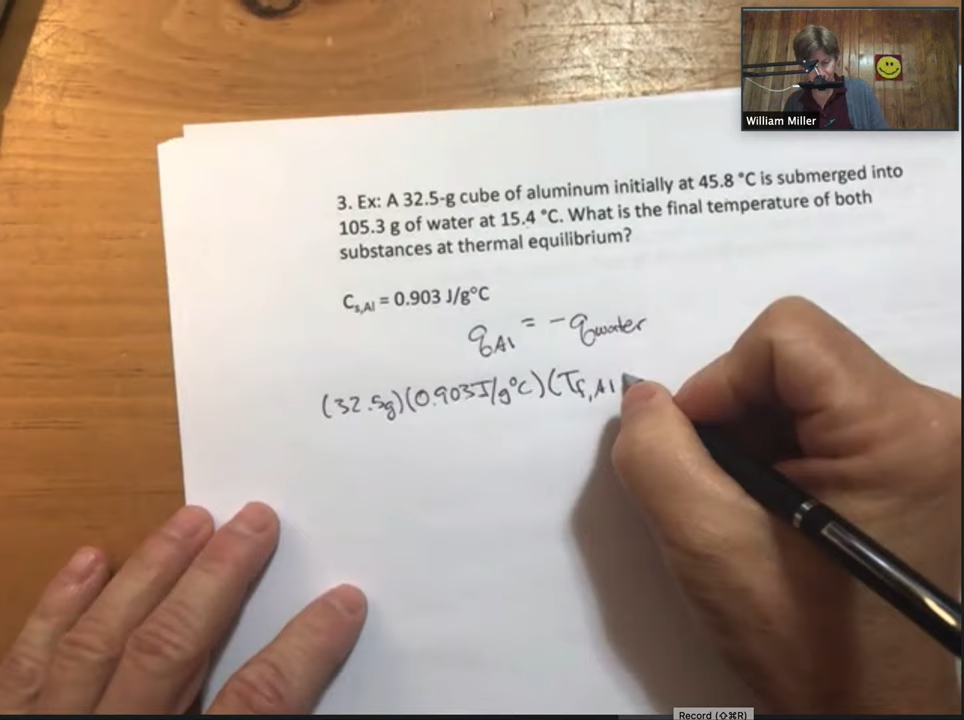 William Miller
3. Ex: A 32.5-g cube of aluminum initially at 45.8 °C is submerged into
105.3 g of water at 15.4 °C. What is the final temperature of both
substances at thermal equilibrium?
Cs,Al = 0.903 J/g°C
qAl = -qwater
(32.5g)(0.903J/g°C)(Tf,Al
Record (⇧⌘R)